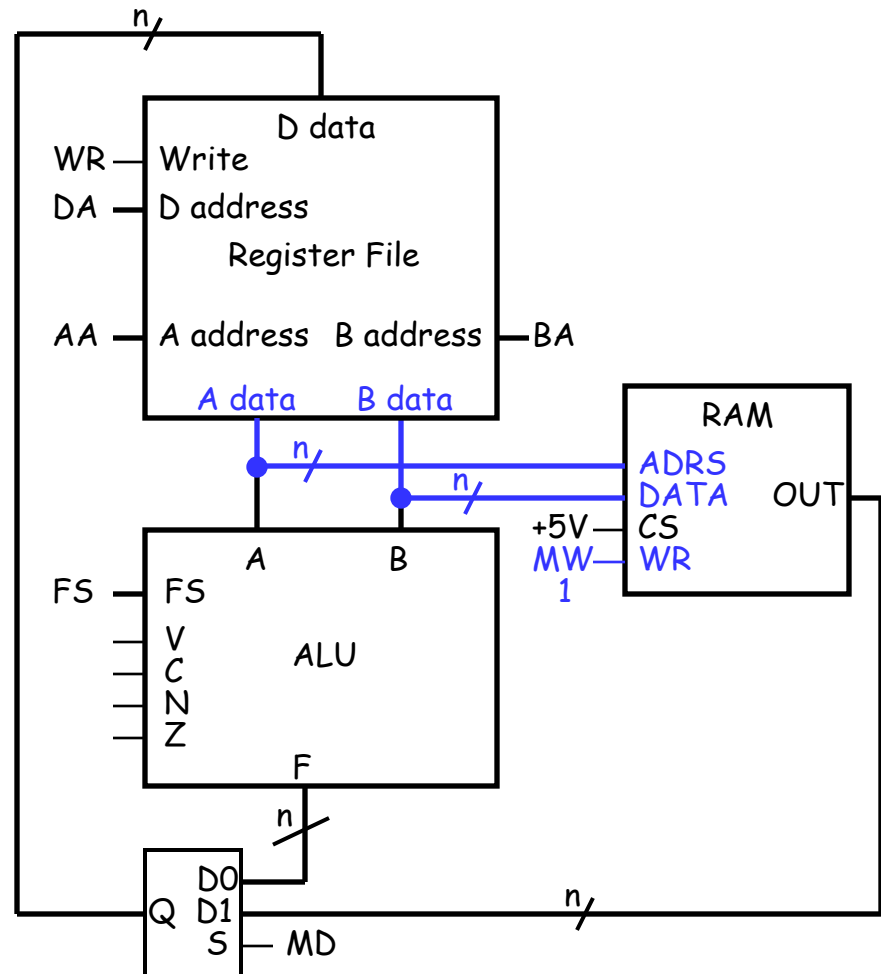 n
D data
WR Write
DA D address
Register File
AA A address B address BA
A data B data
RAM
n ADRS
n DATA OUT
+5V CS
MW WR
1
A B
FS FS
V
ALU
C
N
Z
F
n
D0
n
Q D1
S MD